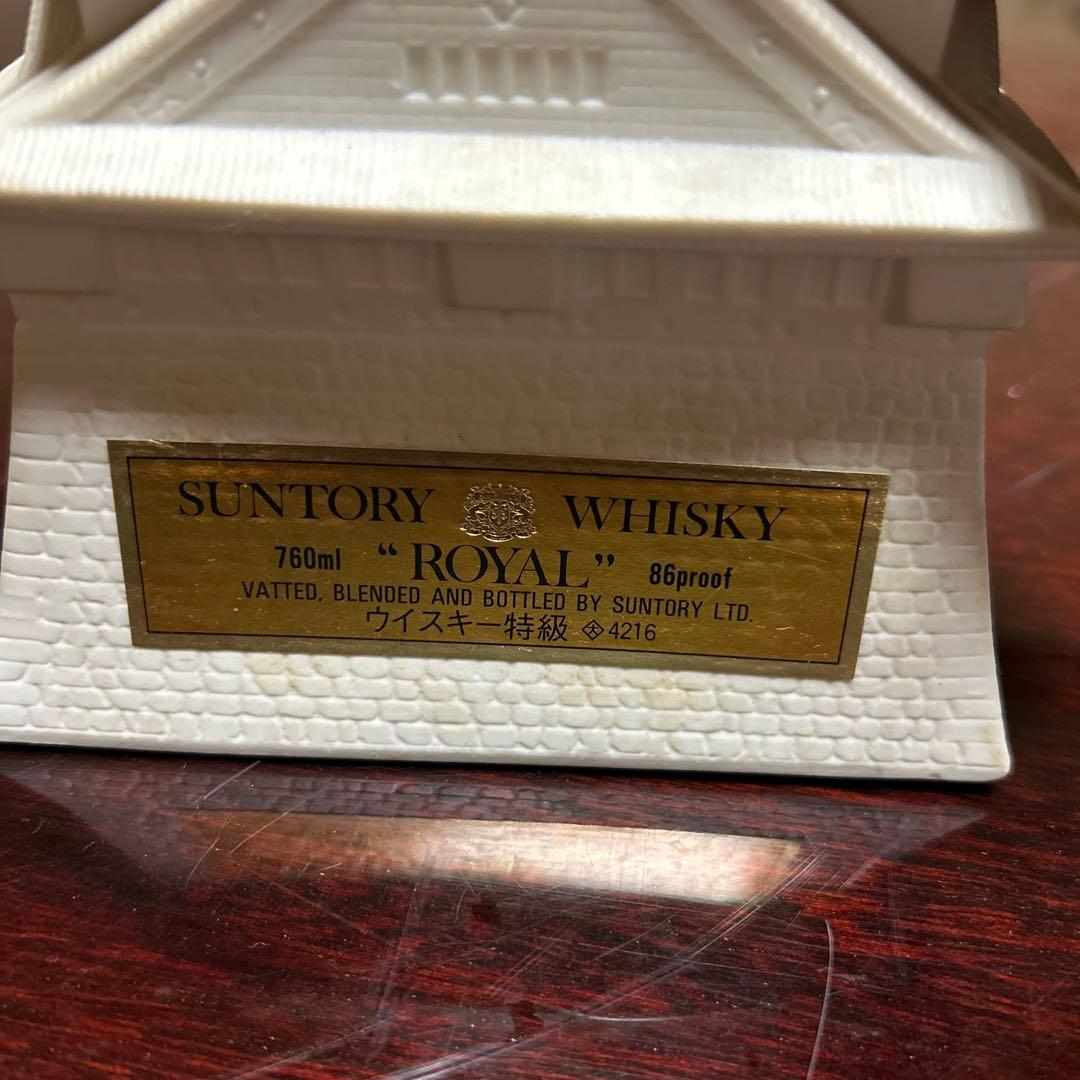 SUNTORY WHISKY
760ml “ROYAL” 86proof
VATTED, BLENDED AND BOTTLED BY SUNTORY LTD.
ウイスキー特級 大 4216